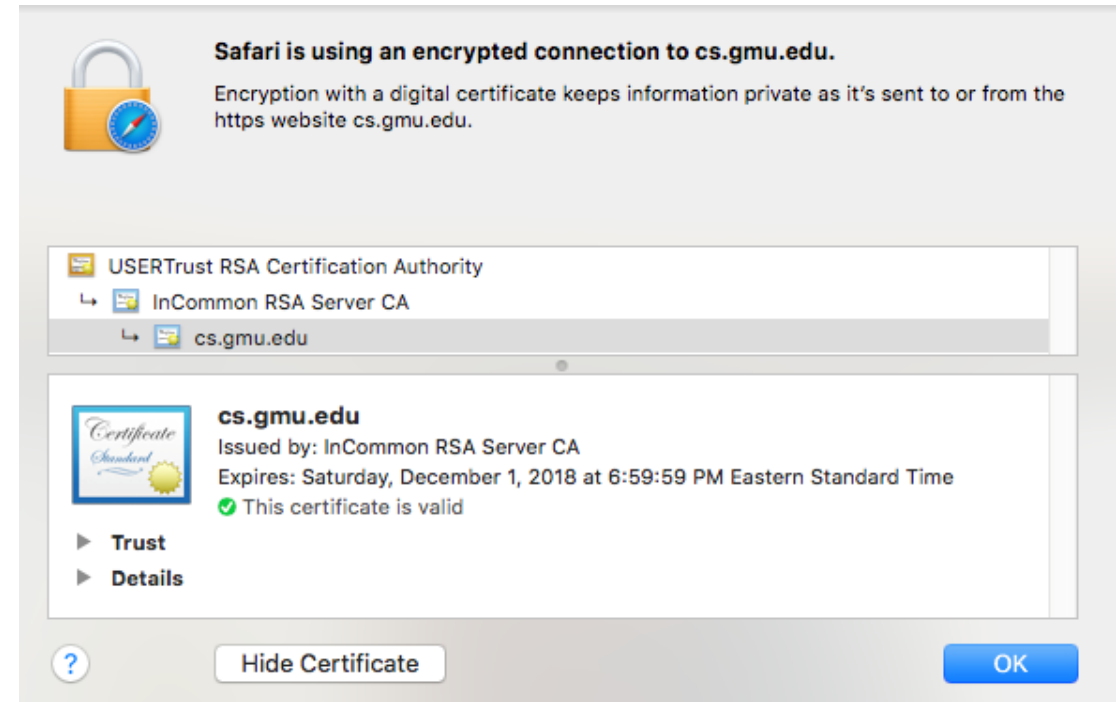 Safari is using an encrypted connection to cs.gmu.edu.
Encryption with a digital certificate keeps information private as it's sent to or from the
https website cs.gmu.edu.
USERTrust RSA Certification Authority
↳ InCommon RSA Server CA
↳ cs.gmu.edu
Certificate
Standard
cs.gmu.edu
Issued by: InCommon RSA Server CA
Expires: Saturday, December 1, 2018 at 6:59:59 PM Eastern Standard Time
This certificate is valid
Trust
Details
?
Hide Certificate
OK